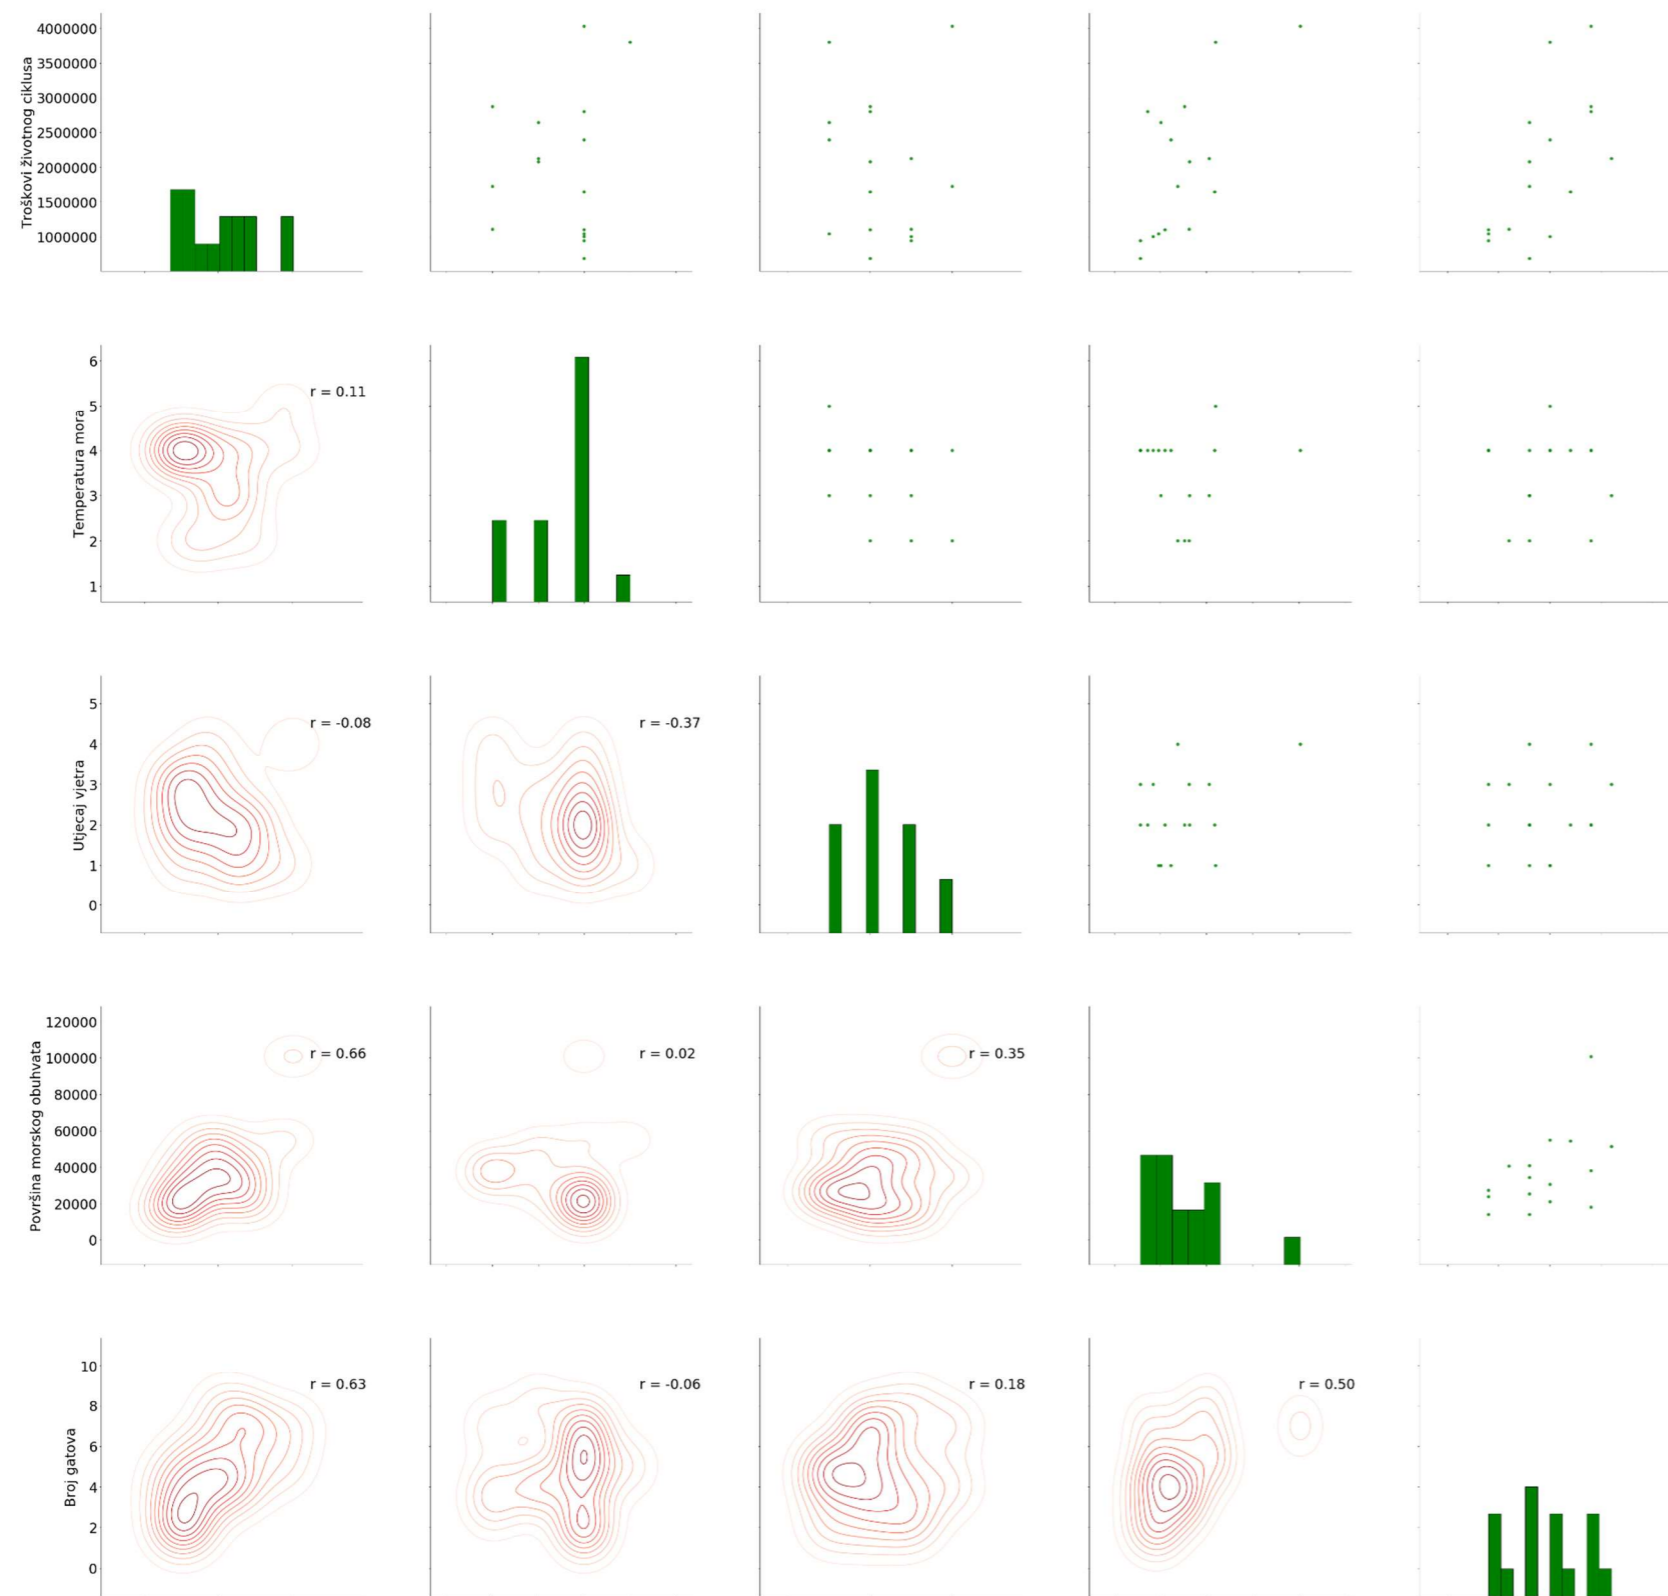 Troškovi životnog ciklusa
4000000
3500000
3000000
2500000
2000000
1500000
1000000
Temperatura mora
6
5
4
3
2
1
r = 0.11
Utjecaj vjetra
5
4
3
2
1
0
r = -0.08
r = -0.37
Površina morskog obuhvata
120000
100000
80000
60000
40000
20000
0
r = 0.66
r = 0.02
r = 0.35
Broj gatova
10
8
6
4
2
0
r = 0.63
r = -0.06
r = 0.18
r = 0.50